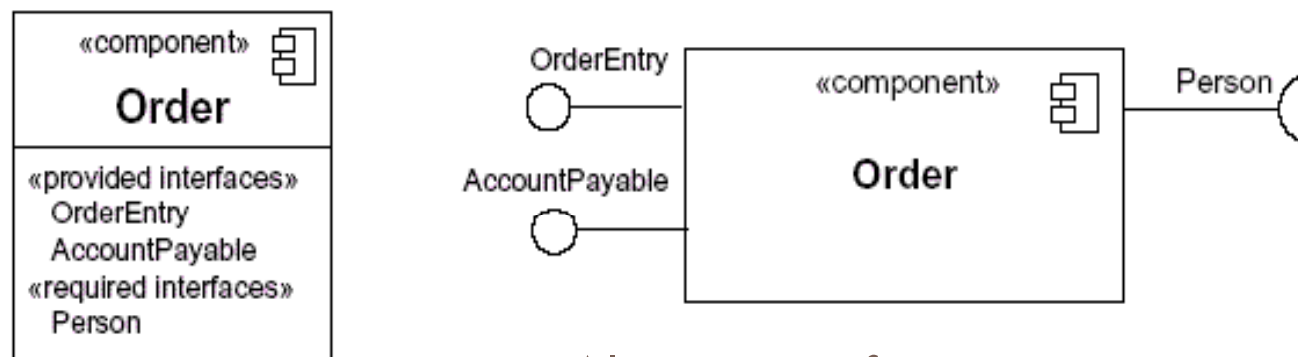 «component»
Order
«provided interfaces»
OrderEntry
AccountPayable
«required interfaces»
Person
OrderEntry
AccountPayable
«component»
Order
Person